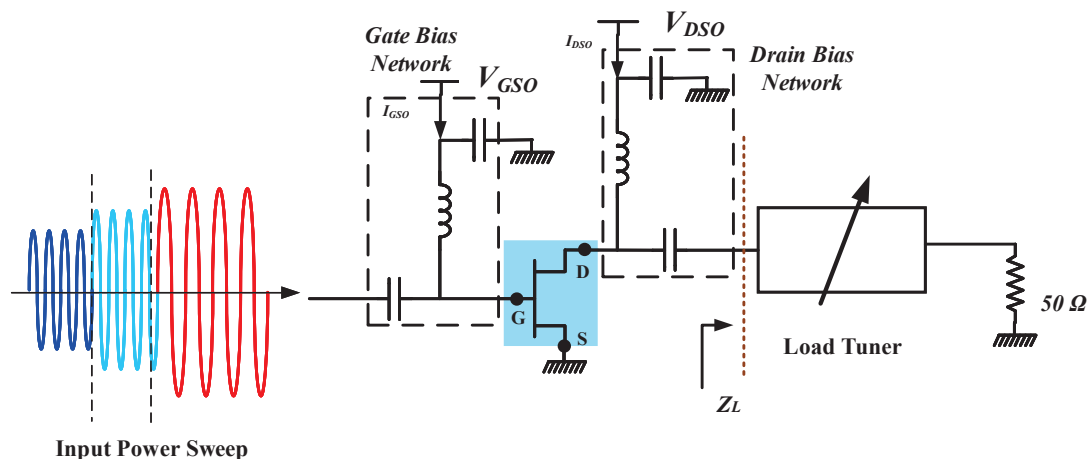 Gate Bias
Network
V_GSO
I_GSO
I_DSO
V_DSO
Drain Bias
Network
G
D
S
Z_L
Load Tuner
50 Ω
Input Power Sweep